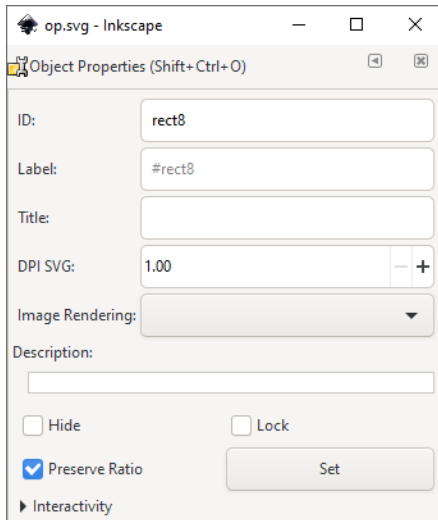 op.svg - Inkscape
Object Properties (Shift+Ctrl+O)
ID: rect8
Label: #rect8
Title:
DPI SVG: 1.00
Image Rendering:
Description:
Hide Lock
Preserve Ratio Set
Interactivity